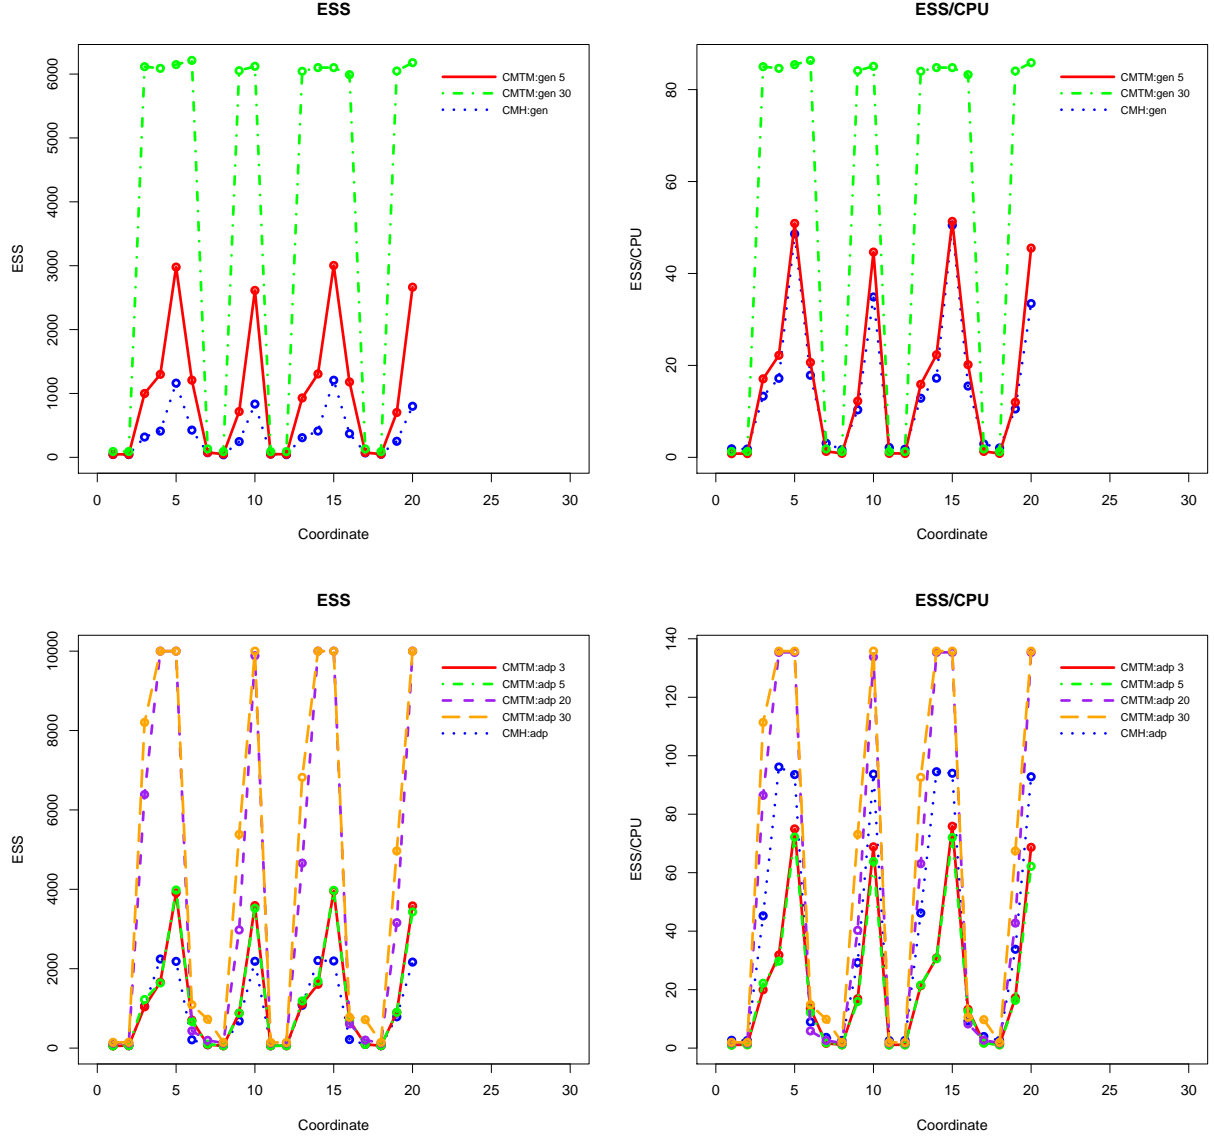 ESS
ESS
0
1000
2000
3000
4000
5000
6000
0
5
10
15
20
25
30
Coordinate
CMTM:gen 5
CMTM:gen 30
CMH:gen
ESS/CPU
ESS/CPU
0
20
40
60
80
0
5
10
15
20
25
30
Coordinate
CMTM:gen 5
CMTM:gen 30
CMH:gen
ESS
ESS
0
2000
4000
6000
8000
10000
0
5
10
15
20
25
30
Coordinate
CMTM:adp 3
CMTM:adp 5
CMTM:adp 20
CMTM:adp 30
CMH:adp
ESS/CPU
ESS/CPU
0
20
40
60
80
100
120
140
0
5
10
15
20
25
30
Coordinate
CMTM:adp 3
CMTM:adp 5
CMTM:adp 20
CMTM:adp 30
CMH:adp